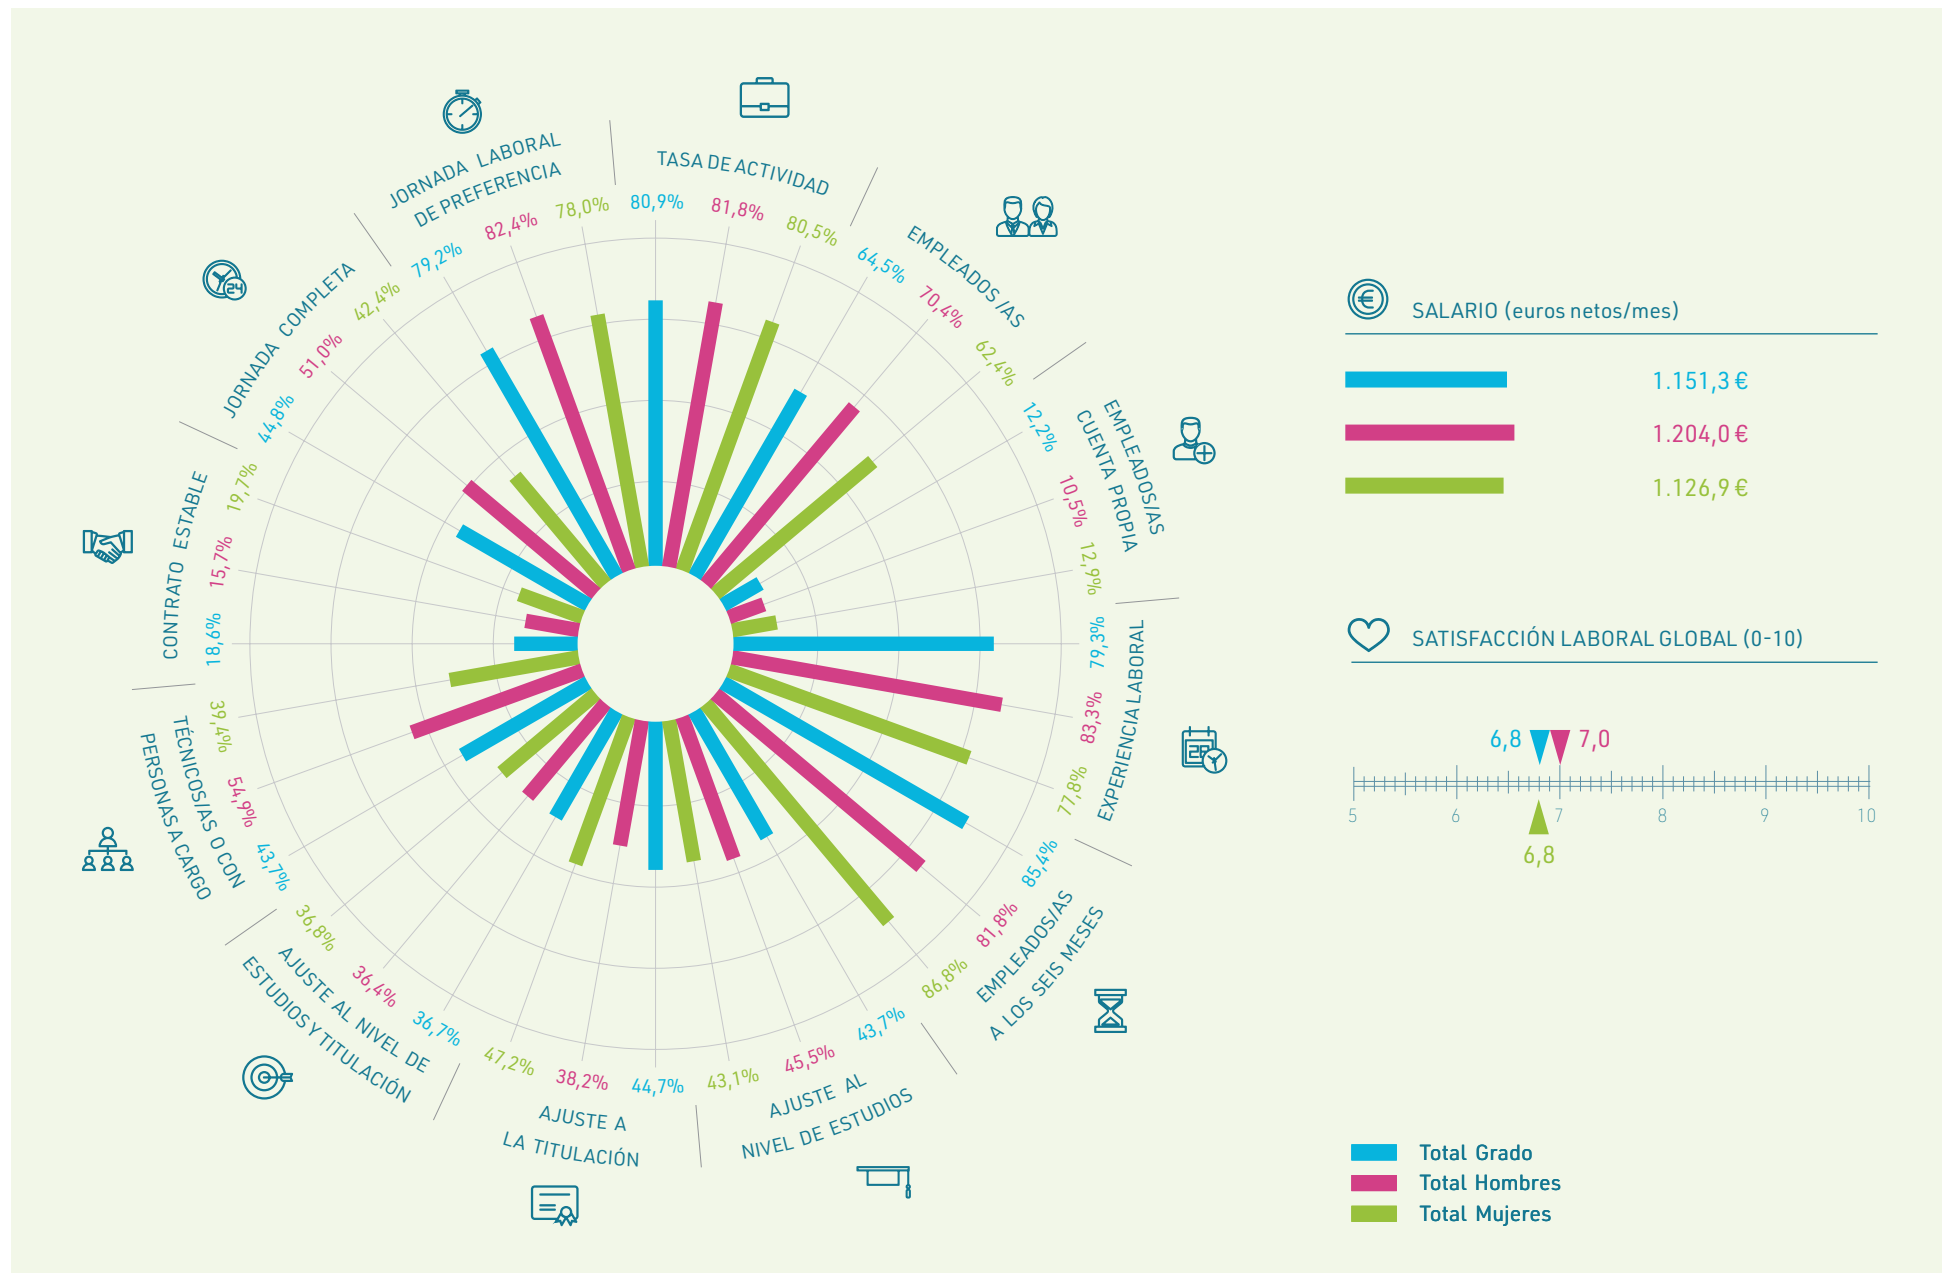 TASA DE ACTIVIDAD
80,9%
81,8%
80,5%
EMPLEADOS /AS
64,5%
70,4%
62,4%
EMPLEADOS/AS
CUENTA PROPIA
12,2%
10,5%
12,9%
EXPERIENCIA LABORAL
79,3%
83,3%
77,8%
EMPLEADOS/AS
A LOS SEIS MESES
85,4%
81,8%
86,8%
AJUSTE AL
NIVEL DE ESTUDIOS
43,7%
45,5%
43,1%
AJUSTE A
LA TITULACIÓN
44,7%
38,2%
47,2%
AJUSTE AL NIVEL DE
ESTUDIOS Y TITULACIÓN
36,7%
36,4%
36,8%
TÉCNICOS/AS O CON
PERSONAS A CARGO
43,7%
54,9%
39,4%
CONTRATO ESTABLE
18,6%
15,7%
19,7%
JORNADA COMPLETA
24
44,8%
51,0%
42,4%
JORNADA LABORAL
DE PREFERENCIA
79,2%
82,4%
78,0%
27
€ SALARIO (euros netos/mes)
1.151,3 €
1.204,0 €
1.126,9 €
SATISFACCIÓN LABORAL GLOBAL (0-10)
6,8 7,0
5 6 7 8 9 10
6,8
Total Grado
Total Hombres
Total Mujeres